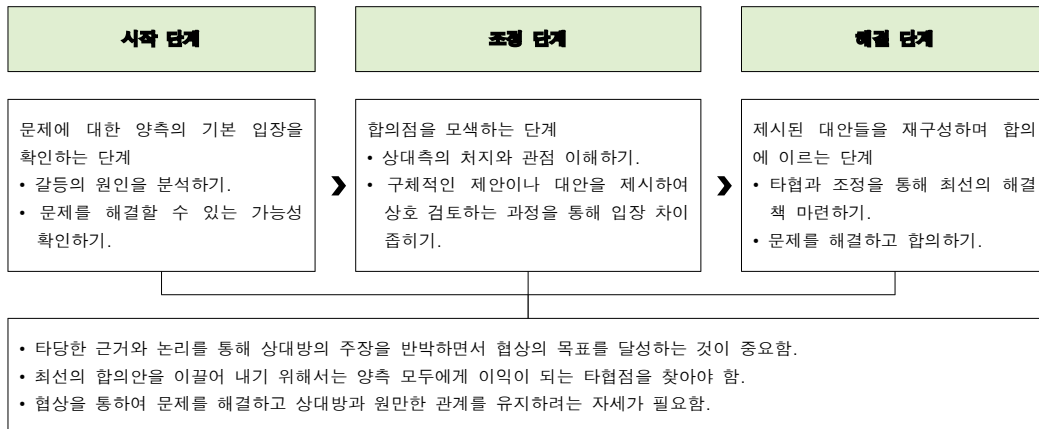 시작 단계
조정 단계
해결 단계
문제에 대한 양측의 기본 입장을
확인하는 단계
• 갈등의 원인을 분석하기.
• 문제를 해결할 수 있는 가능성
확인하기.
합의점을 모색하는 단계
• 상대측의 처지와 관점 이해하기.
• 구체적인 제안이나 대안을 제시하여
상호 검토하는 과정을 통해 입장 차이
좁히기.
제시된 대안들을 재구성하며 합의
에 이르는 단계
• 타협과 조정을 통해 최선의 해결
책 마련하기.
• 문제를 해결하고 합의하기.
• 타당한 근거와 논리를 통해 상대방의 주장을 반박하면서 협상의 목표를 달성하는 것이 중요함.
• 최선의 합의안을 이끌어 내기 위해서는 양측 모두에게 이익이 되는 타협점을 찾아야 함.
• 협상을 통하여 문제를 해결하고 상대방과 원만한 관계를 유지하려는 자세가 필요함.